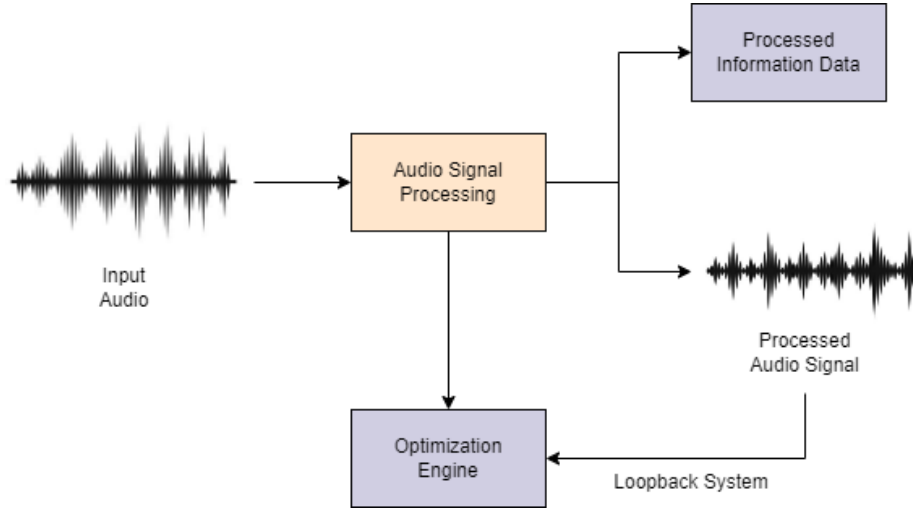 Processed
Information Data
Audio Signal
Processing
Input
Audio
Processed
Audio Signal
Optimization
Engine
Loopback System